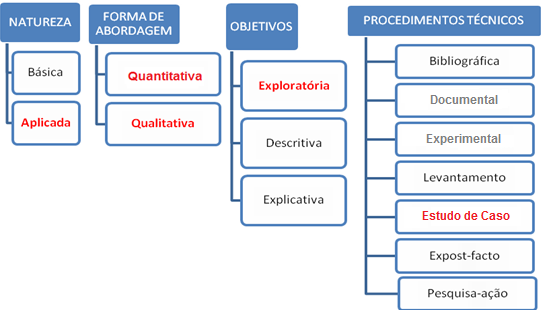 NATUREZA
Básica
Aplicada
FORMA DE
ABORDAGEM
Quantitativa
Qualitativa
OBJETIVOS
Exploratória
Descritiva
Explicativa
PROCEDIMENTOS TÉCNICOS
Bibliográfica
Documental
Experimental
Levantamento
Estudo de Caso
Expost-facto
Pesquisa-ação